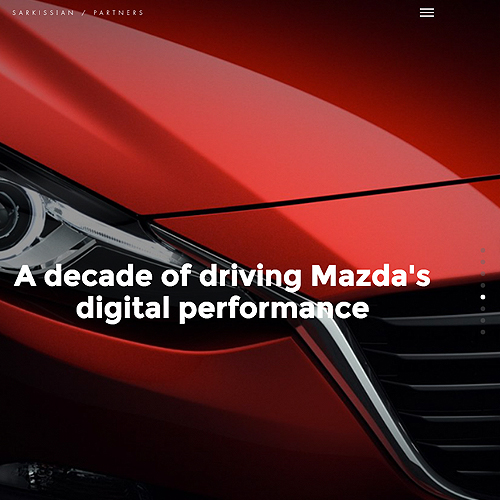 SARKISSIAN / PARTNERS
A decade of driving Mazda's
digital performance